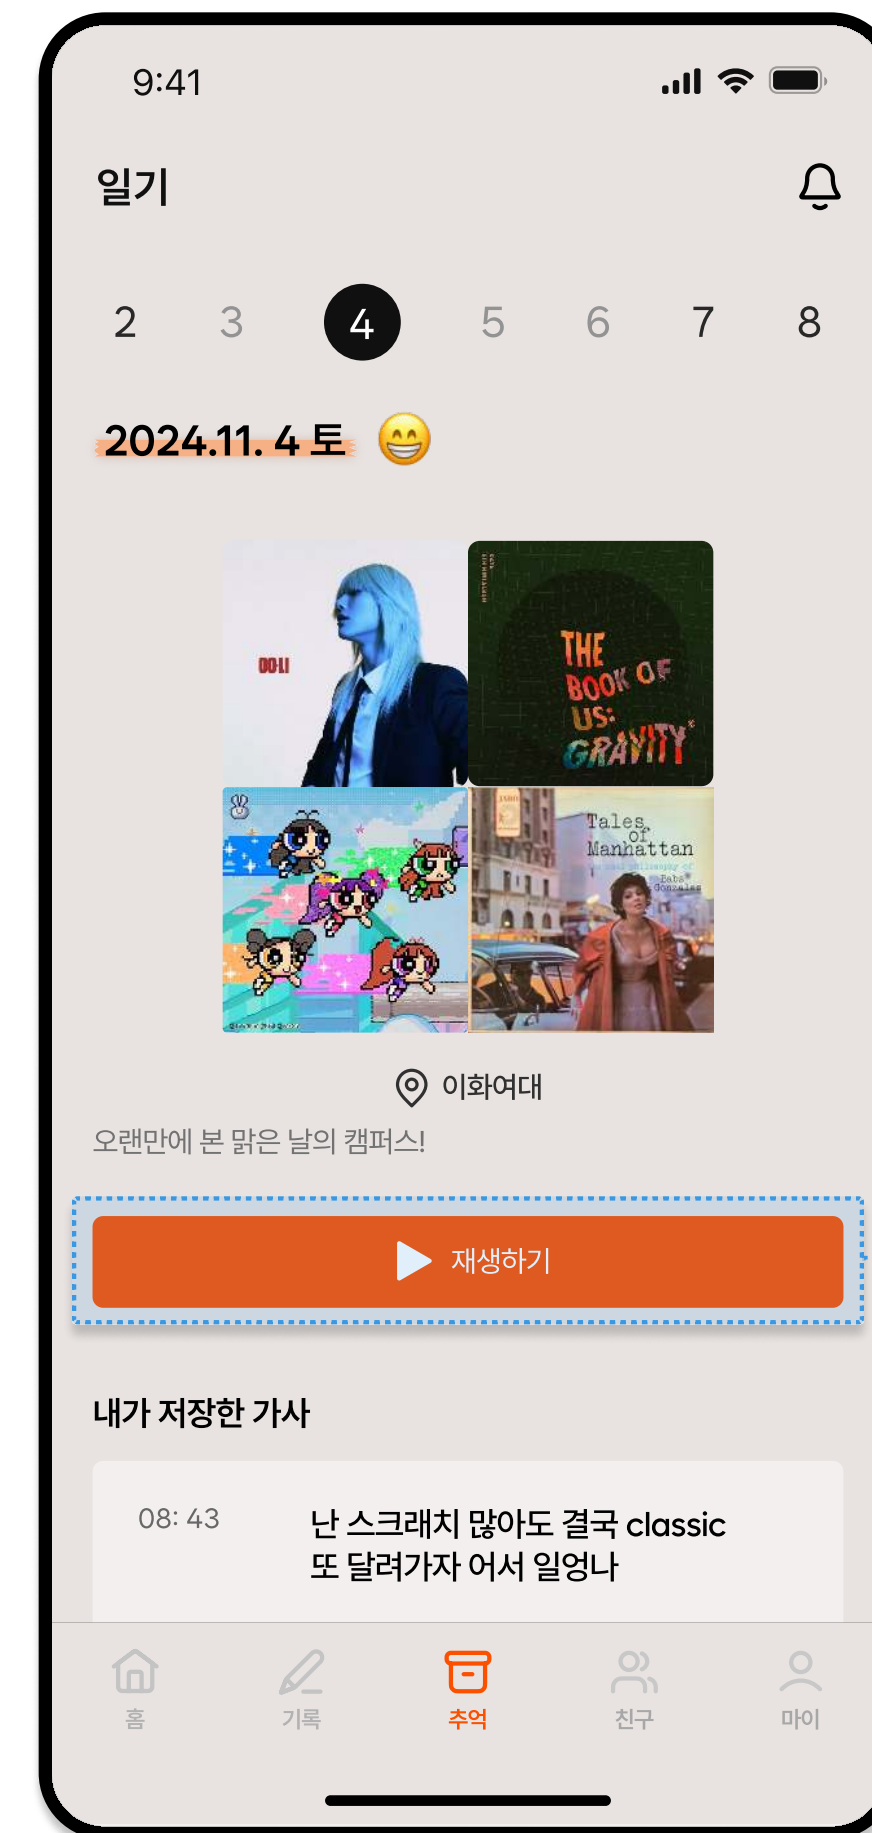 9:41
일기
2 3 4 5 6 7 8
2024.11. 4 토
OO-LI
THE
BOOK OF
US:
GRAVITY
Tales
of
Manhattan
Babs
Gonzales
이화여대
오랜만에 본 맑은 날의 캠퍼스!
재생하기
내가 저장한 가사
08: 43
난 스크래치 많아도 결국 classic
또 달려가자 어서 일엉나
홈 기록 추억 친구 마이